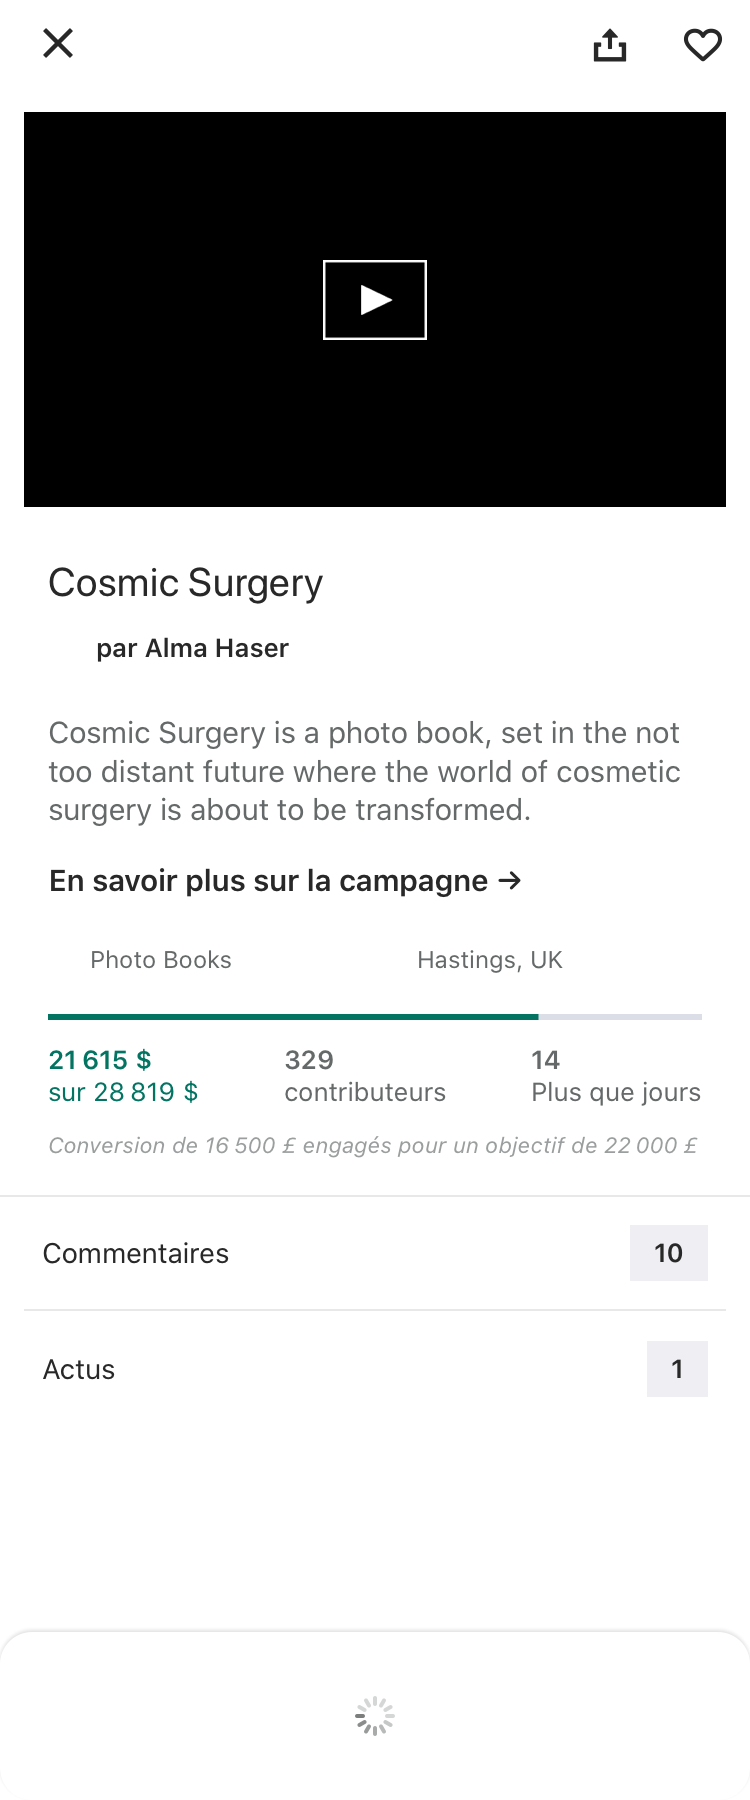 Cosmic Surgery
par Alma Haser
Cosmic Surgery is a photo book, set in the not
too distant future where the world of cosmetic
surgery is about to be transformed.
En savoir plus sur la campagne →
Photo Books
Hastings, UK
21 615 $
sur 28 819 $
329
contributeurs
14
Plus que jours
Conversion de 16 500 £ engagés pour un objectif de 22 000 £
Commentaires
10
Actus
1